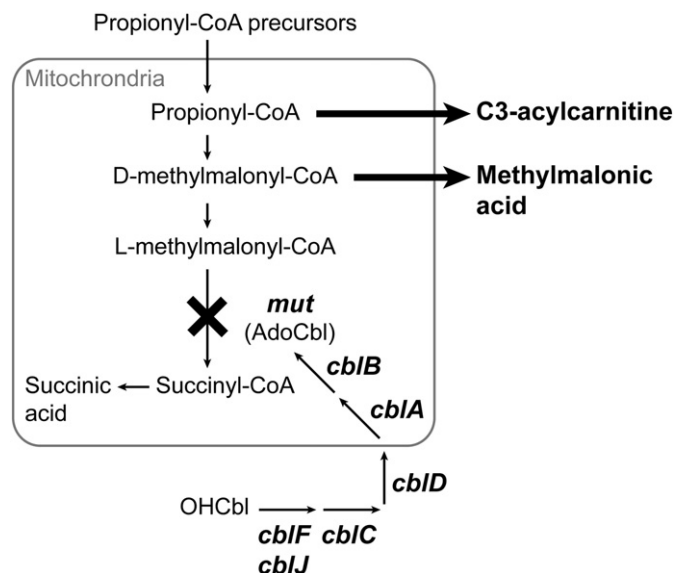 Propionyl-CoA precursors
Mitochrondria
Propionyl-CoA
C3-acylcarnitine
D-methylmalonyl-CoA
Methylmalonic
acid
L-methylmalonyl-CoA
mut
(AdoCbl)
cblB
Succinic
acid
Succinyl-CoA
cblA
cblD
OHCbl
cblF
cblJ
cblC